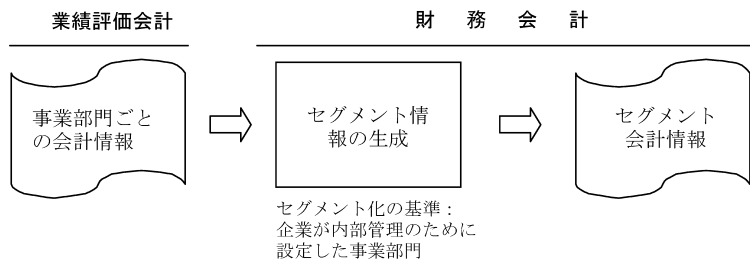 業績評価会計
財務会計
事業部門ごと
の会計情報
セグメント情
報の生成
セグメント
会計情報
セグメント化の基準：
企業が内部管理のために
設定した事業部門